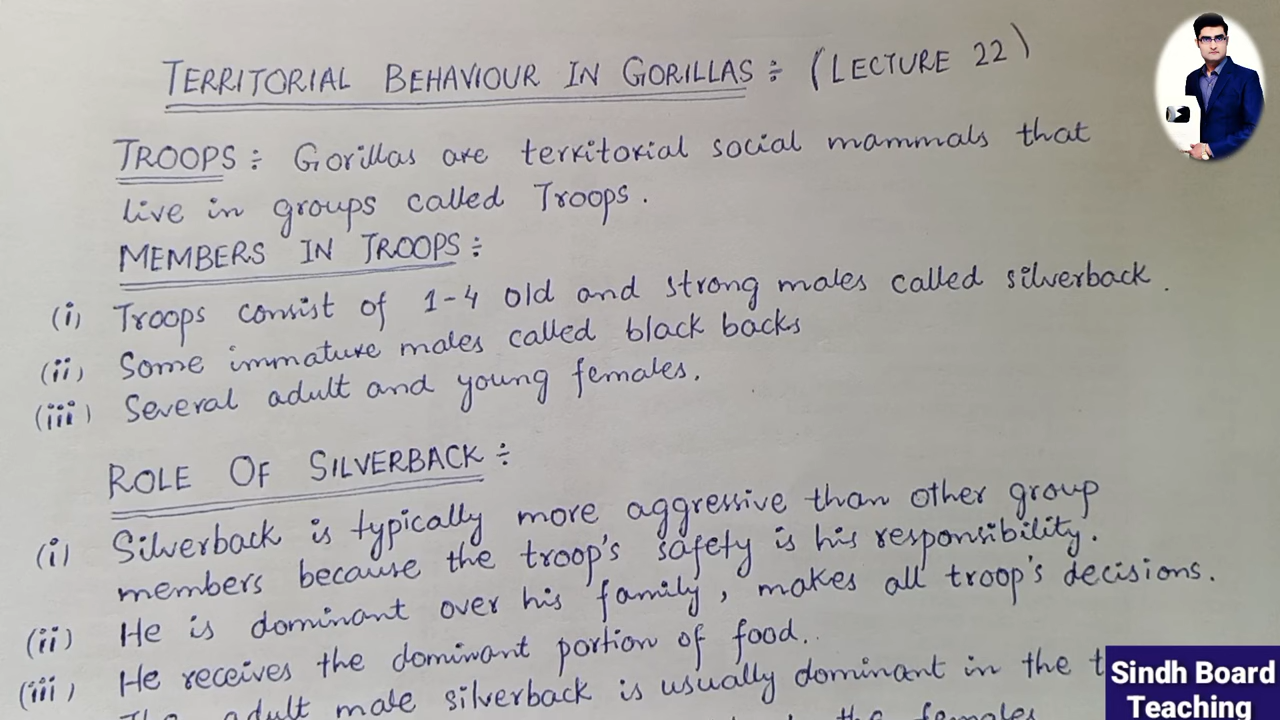 TERRITORIAL BEHAVIOUR IN GORILLAS ÷ (LECTURE 22)
TROOPS ÷ Gorillas are territorial social mammals that
live in groups called Troops.
MEMBERS IN TROOPS ÷
(i) Troops consist of 1-4 old and strong males called silverback.
(ii) Some immature males called black backs
(iii) Several adult and young females.
ROLE OF SILVERBACK ÷
(i) Silverback is typically more aggressive than other group
members because the troop's safety is his responsibility.
(ii) He is dominant over his family, makes all troop's decisions.
(iii) He receives the dominant portion of food.
adult male silverback is usually dominant in the
the females
Sindh Board
Teaching